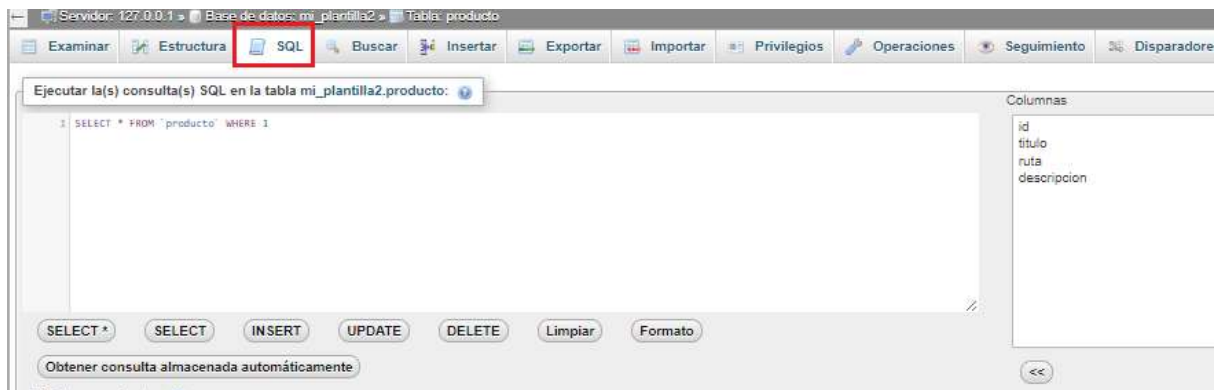 Servidor: 127.0.0.1 » Base de datos: mi_plantilla2 » Tabla: producto
Examinar Estructura SQL Buscar Insertar Exportar Importar Privilegios Operaciones Seguimiento Disparadore
Ejecutar la(s) consulta(s) SQL en la tabla mi_plantilla2.producto:
Columnas
1 SELECT * FROM `producto` WHERE 1
id
titulo
ruta
descripcion
SELECT * SELECT INSERT UPDATE DELETE Limpiar Formato
Obtener consulta almacenada automáticamente
<<